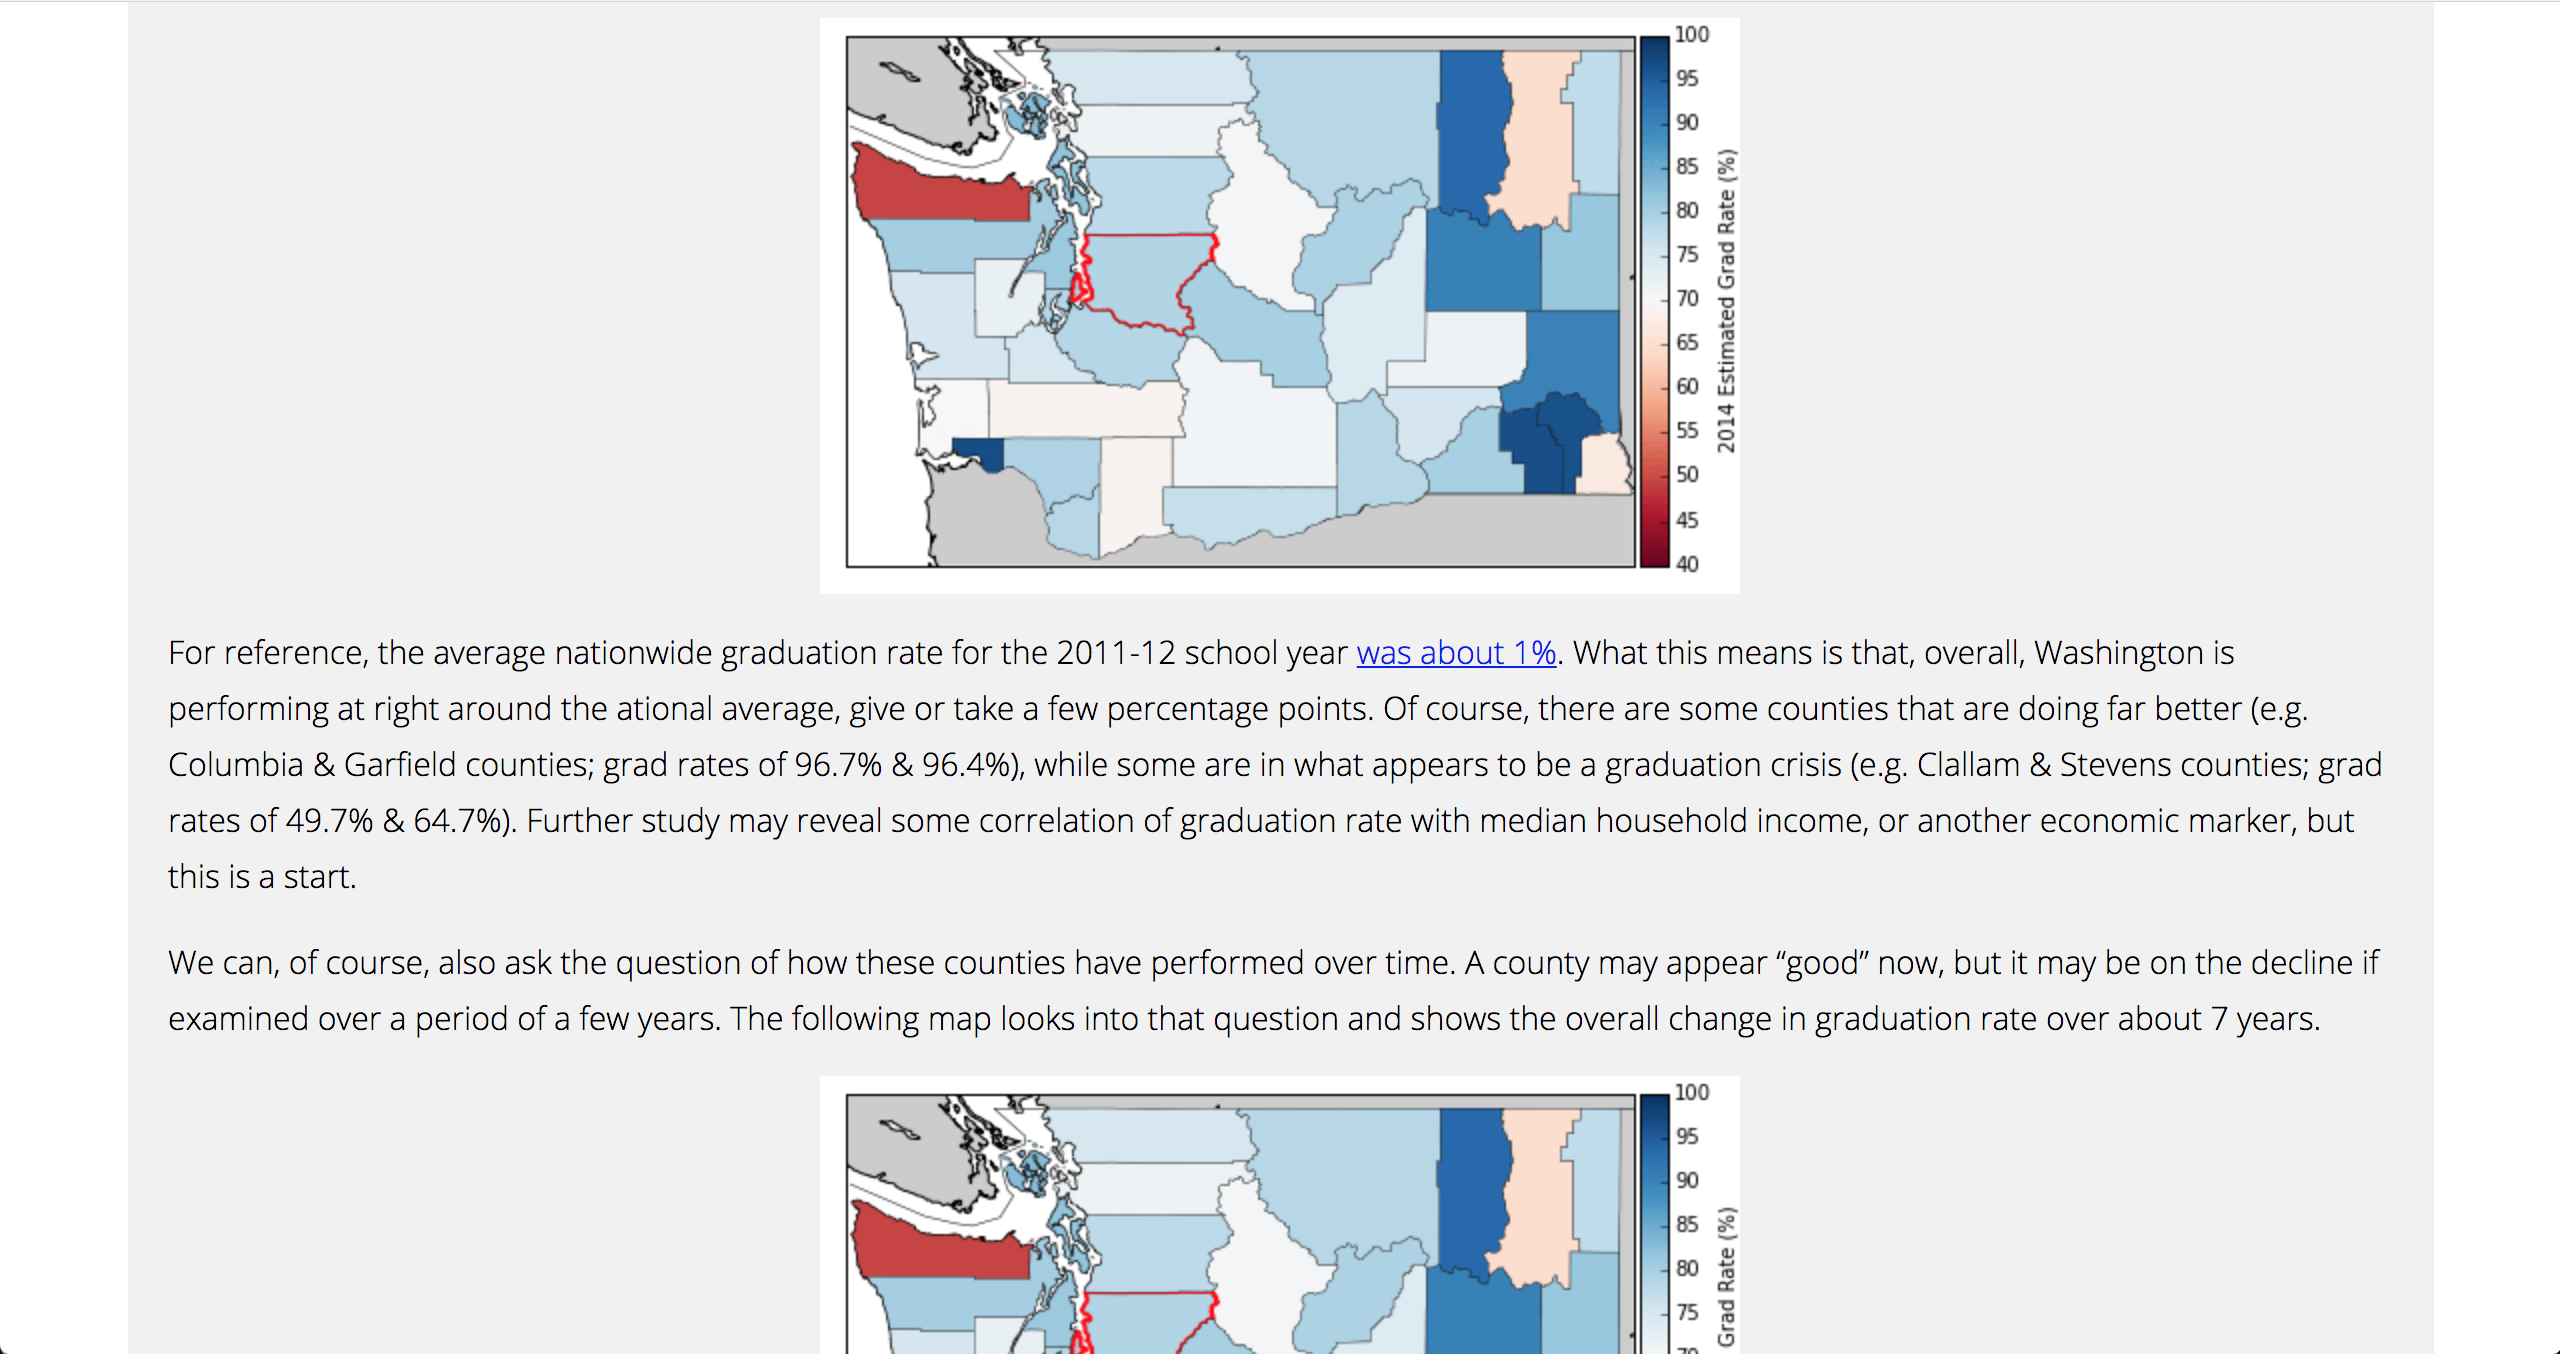 100
95
90
85
80
75
70
65
60
55
50
45
40
2014 Estimated Grad Rate (%)
For reference, the average nationwide graduation rate for the 2011-12 school year was about 1%. What this means is that, overall, Washington is
performing at right around the ational average, give or take a few percentage points. Of course, there are some counties that are doing far better (e.g.
Columbia & Garfield counties; grad rates of 96.7% & 96.4%), while some are in what appears to be a graduation crisis (e.g. Clallam & Stevens counties; grad
rates of 49.7% & 64.7%). Further study may reveal some correlation of graduation rate with median household income, or another economic marker, but
this is a start.
We can, of course, also ask the question of how these counties have performed over time. A county may appear “good” now, but it may be on the decline if
examined over a period of a few years. The following map looks into that question and shows the overall change in graduation rate over about 7 years.
100
95
90
85
80
75
70
Grad Rate (%)